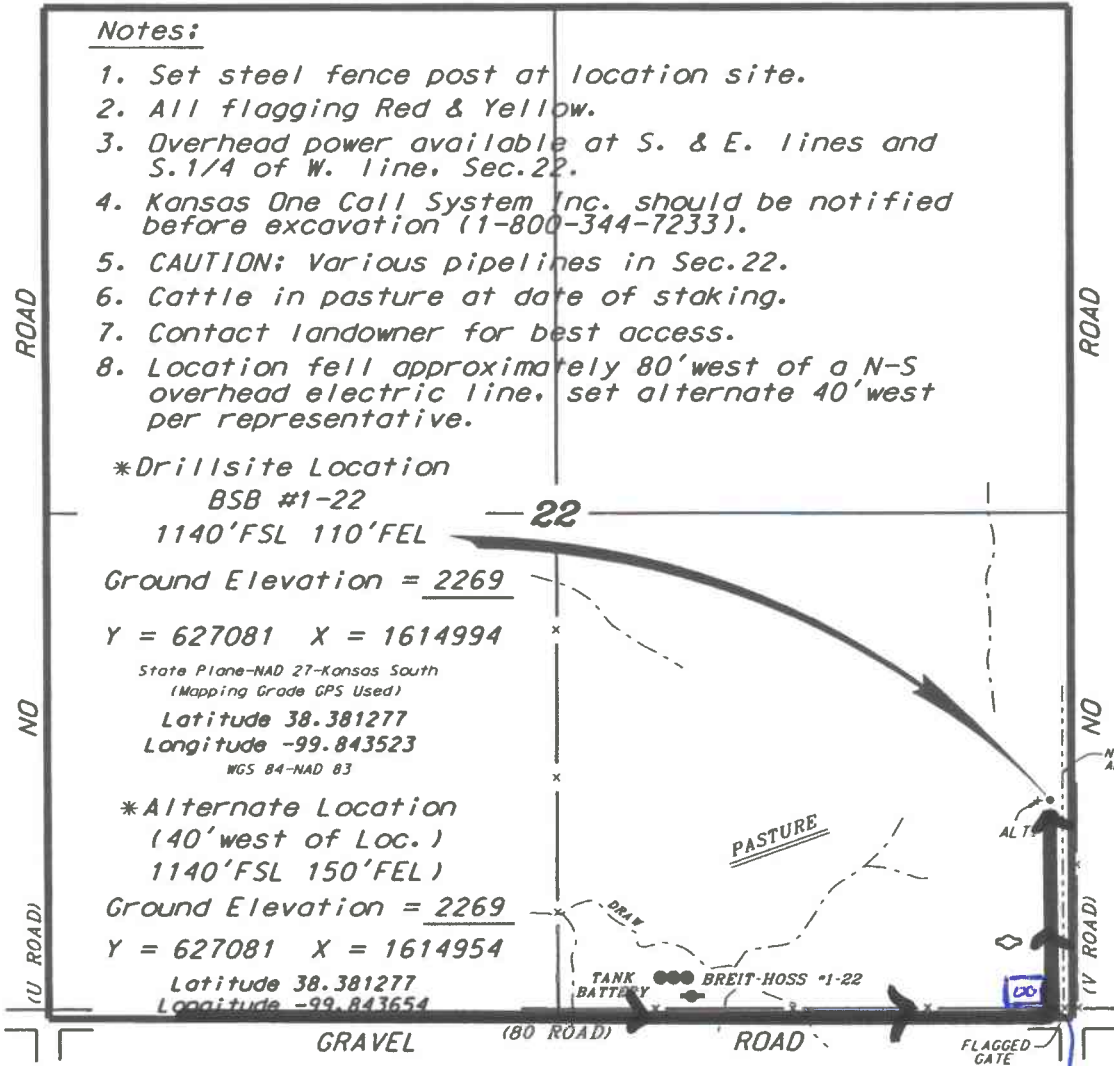 Notes:
1. Set steel fence post at location site.
2. All flagging Red & Yellow.
3. Overhead power available at S. & E. lines and
S.1/4 of W. line, Sec.22.
4. Kansas One Call System Inc. should be notified
before excavation (1-800-344-7233).
5. CAUTION: Various pipelines in Sec.22.
6. Cattle in pasture at date of staking.
7. Contact landowner for best access.
8. Location fell approximately 80'west of a N-S
overhead electric line, set alternate 40'west
per representative.
*Drillsite Location
BSB #1-22
1140'FSL 110'FEL
22
Ground Elevation = 2269
Y = 627081 X = 1614994
State Plane-NAD 27-Kansas South
(Mapping Grade GPS Used)
Latitude 38.381277
Longitude -99.843523
WGS 84-NAD 83
*Alternate Location
(40'west of Loc.)
1140'FSL 150'FEL)
Ground Elevation = 2269
Y = 627081 X = 1614954
Latitude 38.381277
Longitude -99.843654
ROAD
NO
(U ROAD)
ROAD
NO
(V ROAD)
ALT.
PASTURE
DRAW
TANK
BATTERY
BREIT-HOSS #1-22
GRAVEL (80 ROAD) ROAD
FLAGGED
GATE